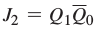 J₂ = Q₁Q̅₀